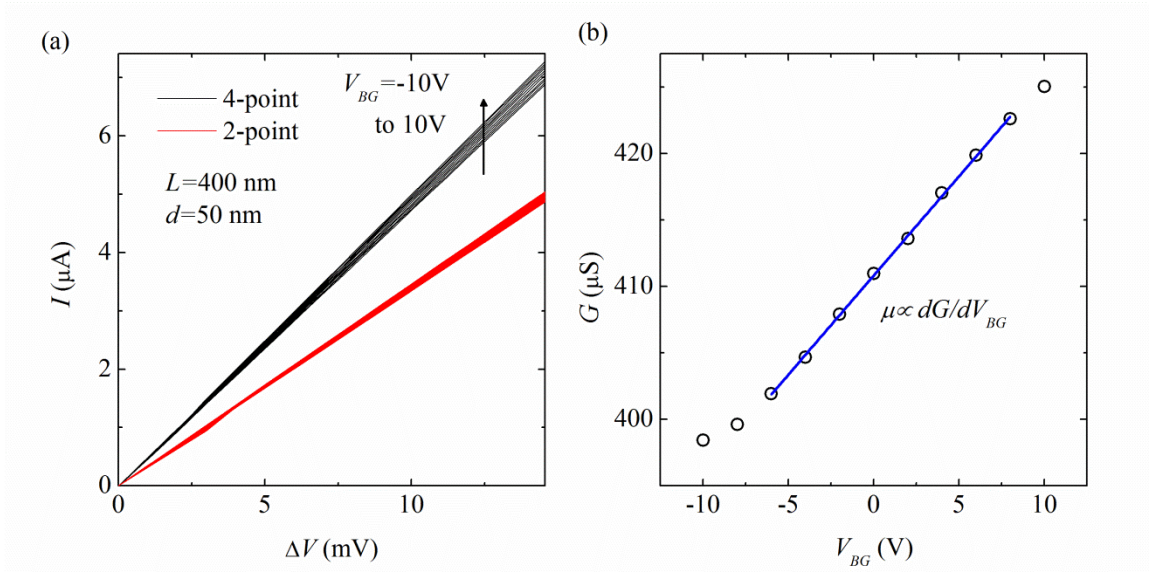 (a)
4-point
2-point
V_BG=-10V
to 10V
L=400 nm
d=50 nm
I (µA)
6
4
2
0
0 5 10
ΔV (mV)
(b)
G (µS)
420
410
400
µ∝ dG/dV_BG
-10 -5 0 5 10
V_BG (V)